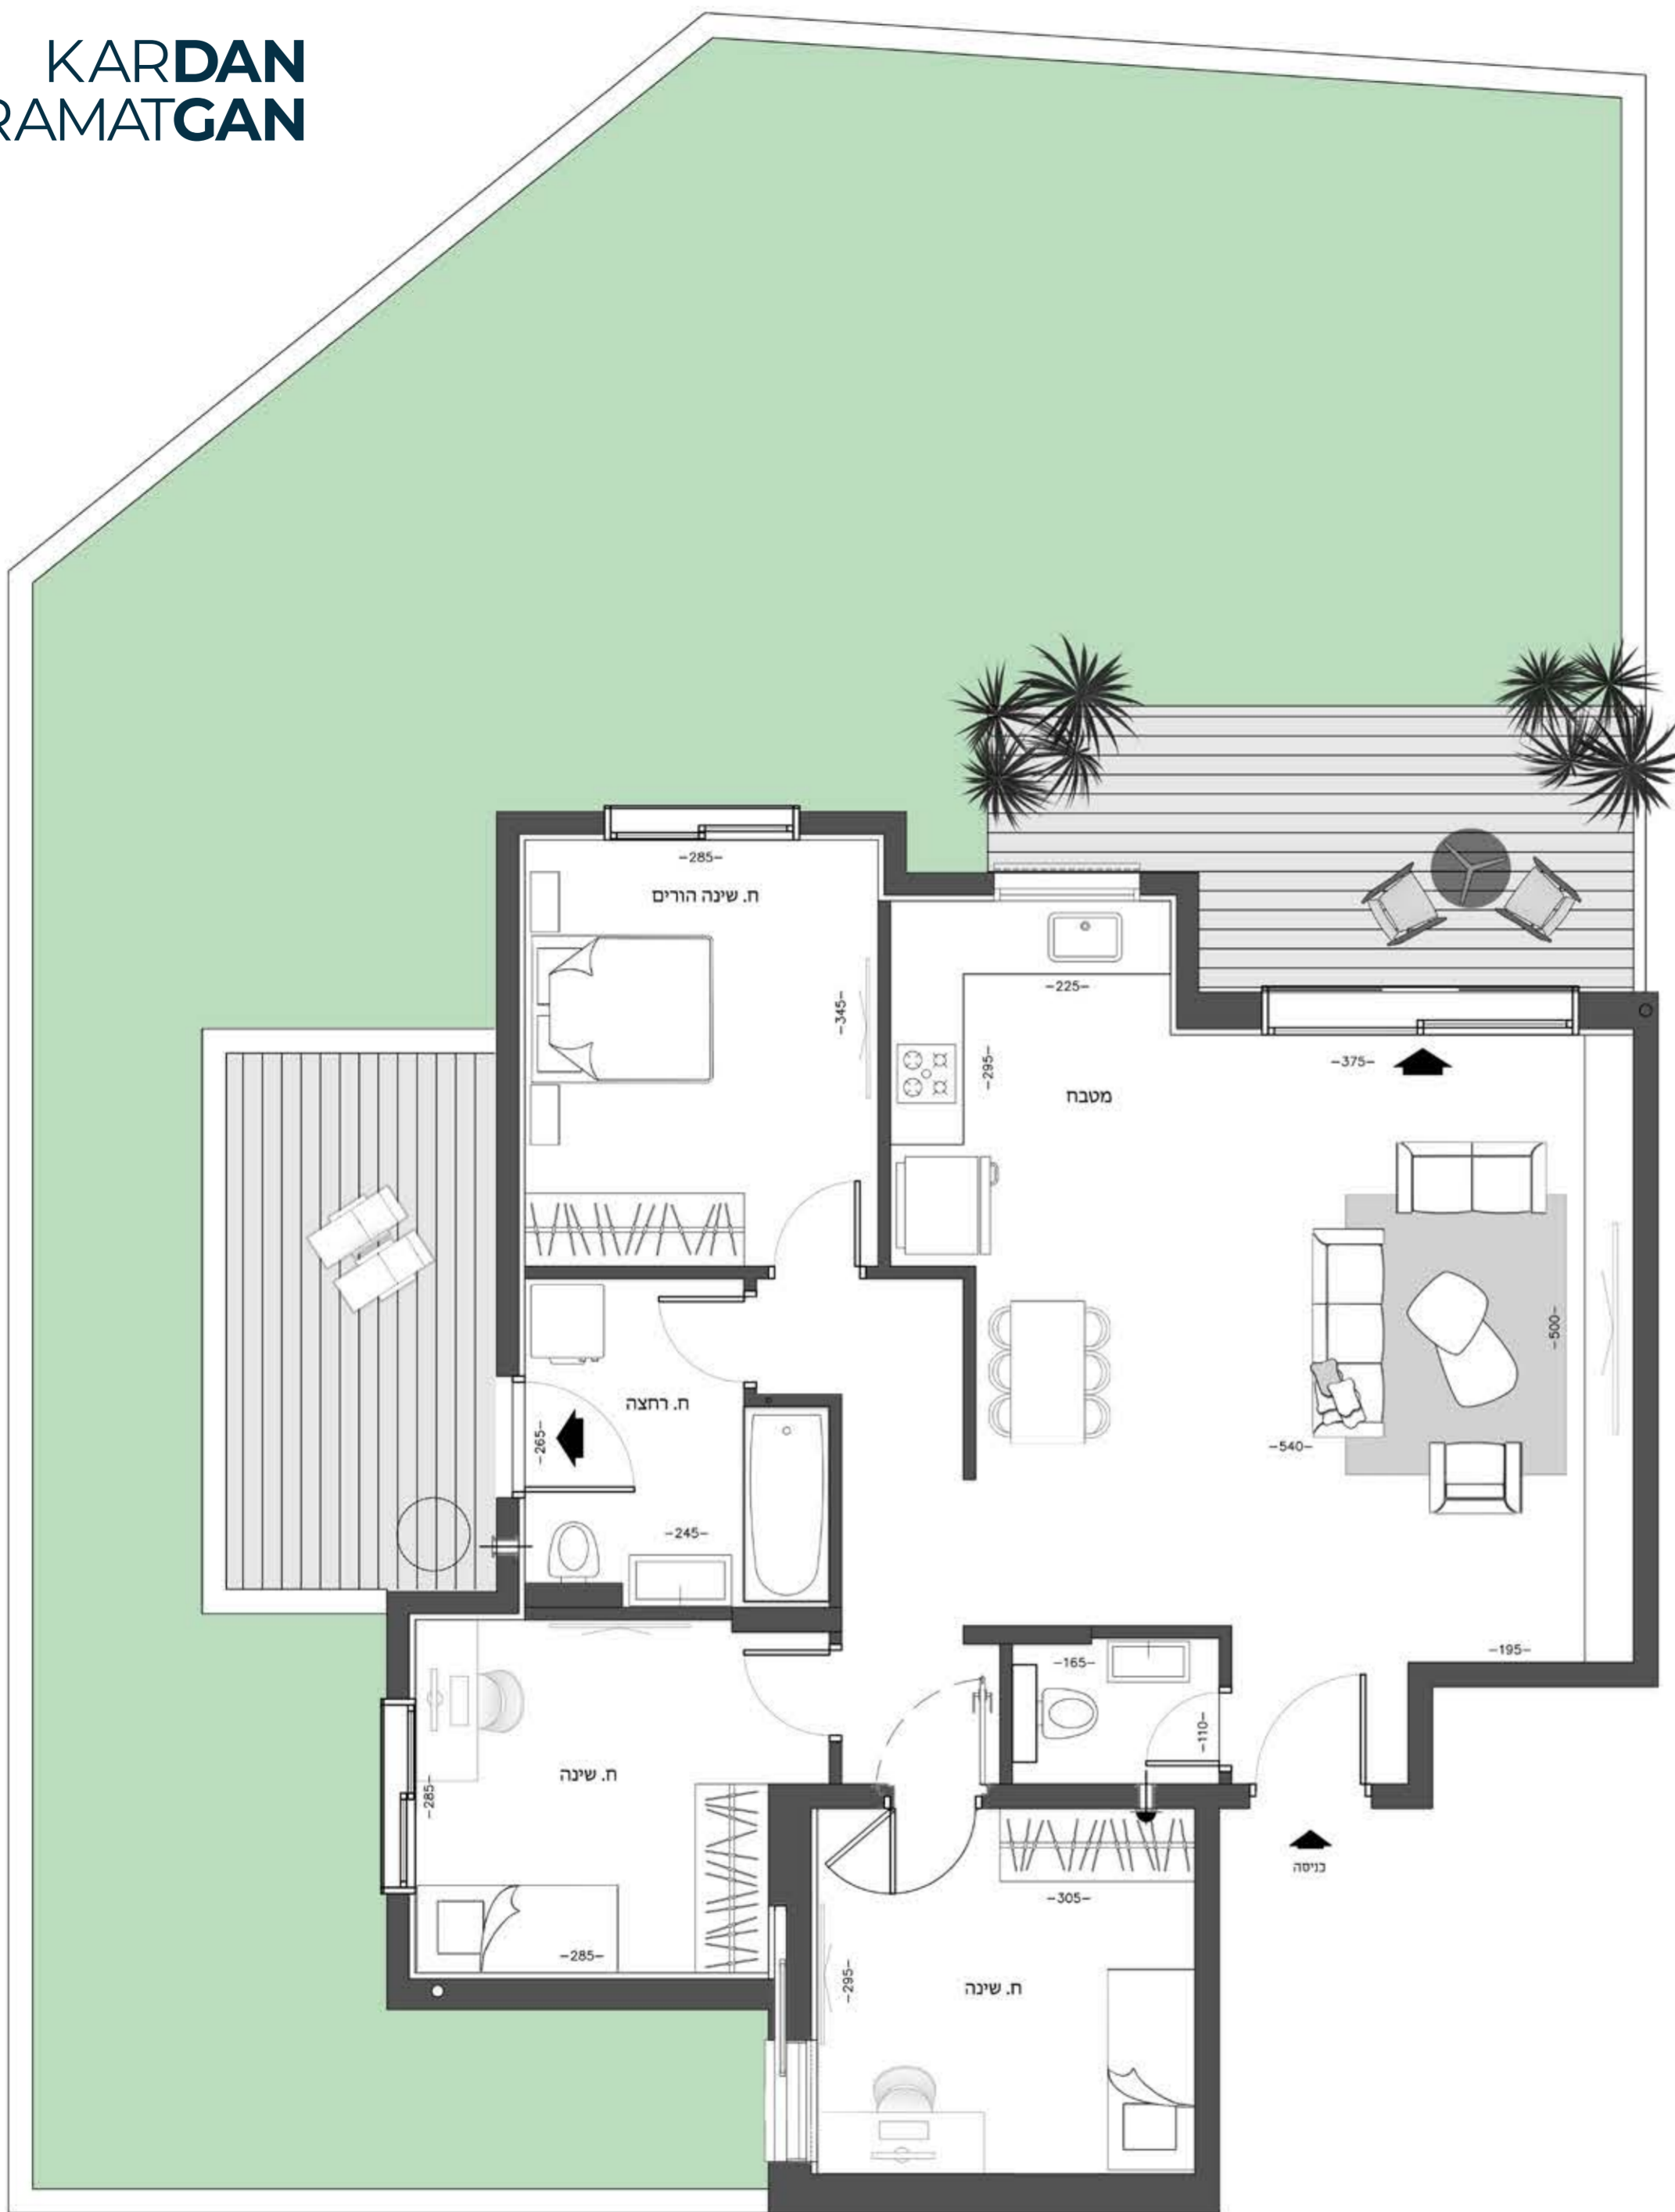 KARDAN
RAMATGAN
-285-
ח. שינה הורים
-345-
-225-
-295-
-375-
מטבח
-500-
ח. רחצה
-265-
-540-
-245-
-195-
-165-
-110-
ח. שינה
-285-
כניסה
-305-
-285-
-295-
ח. שינה